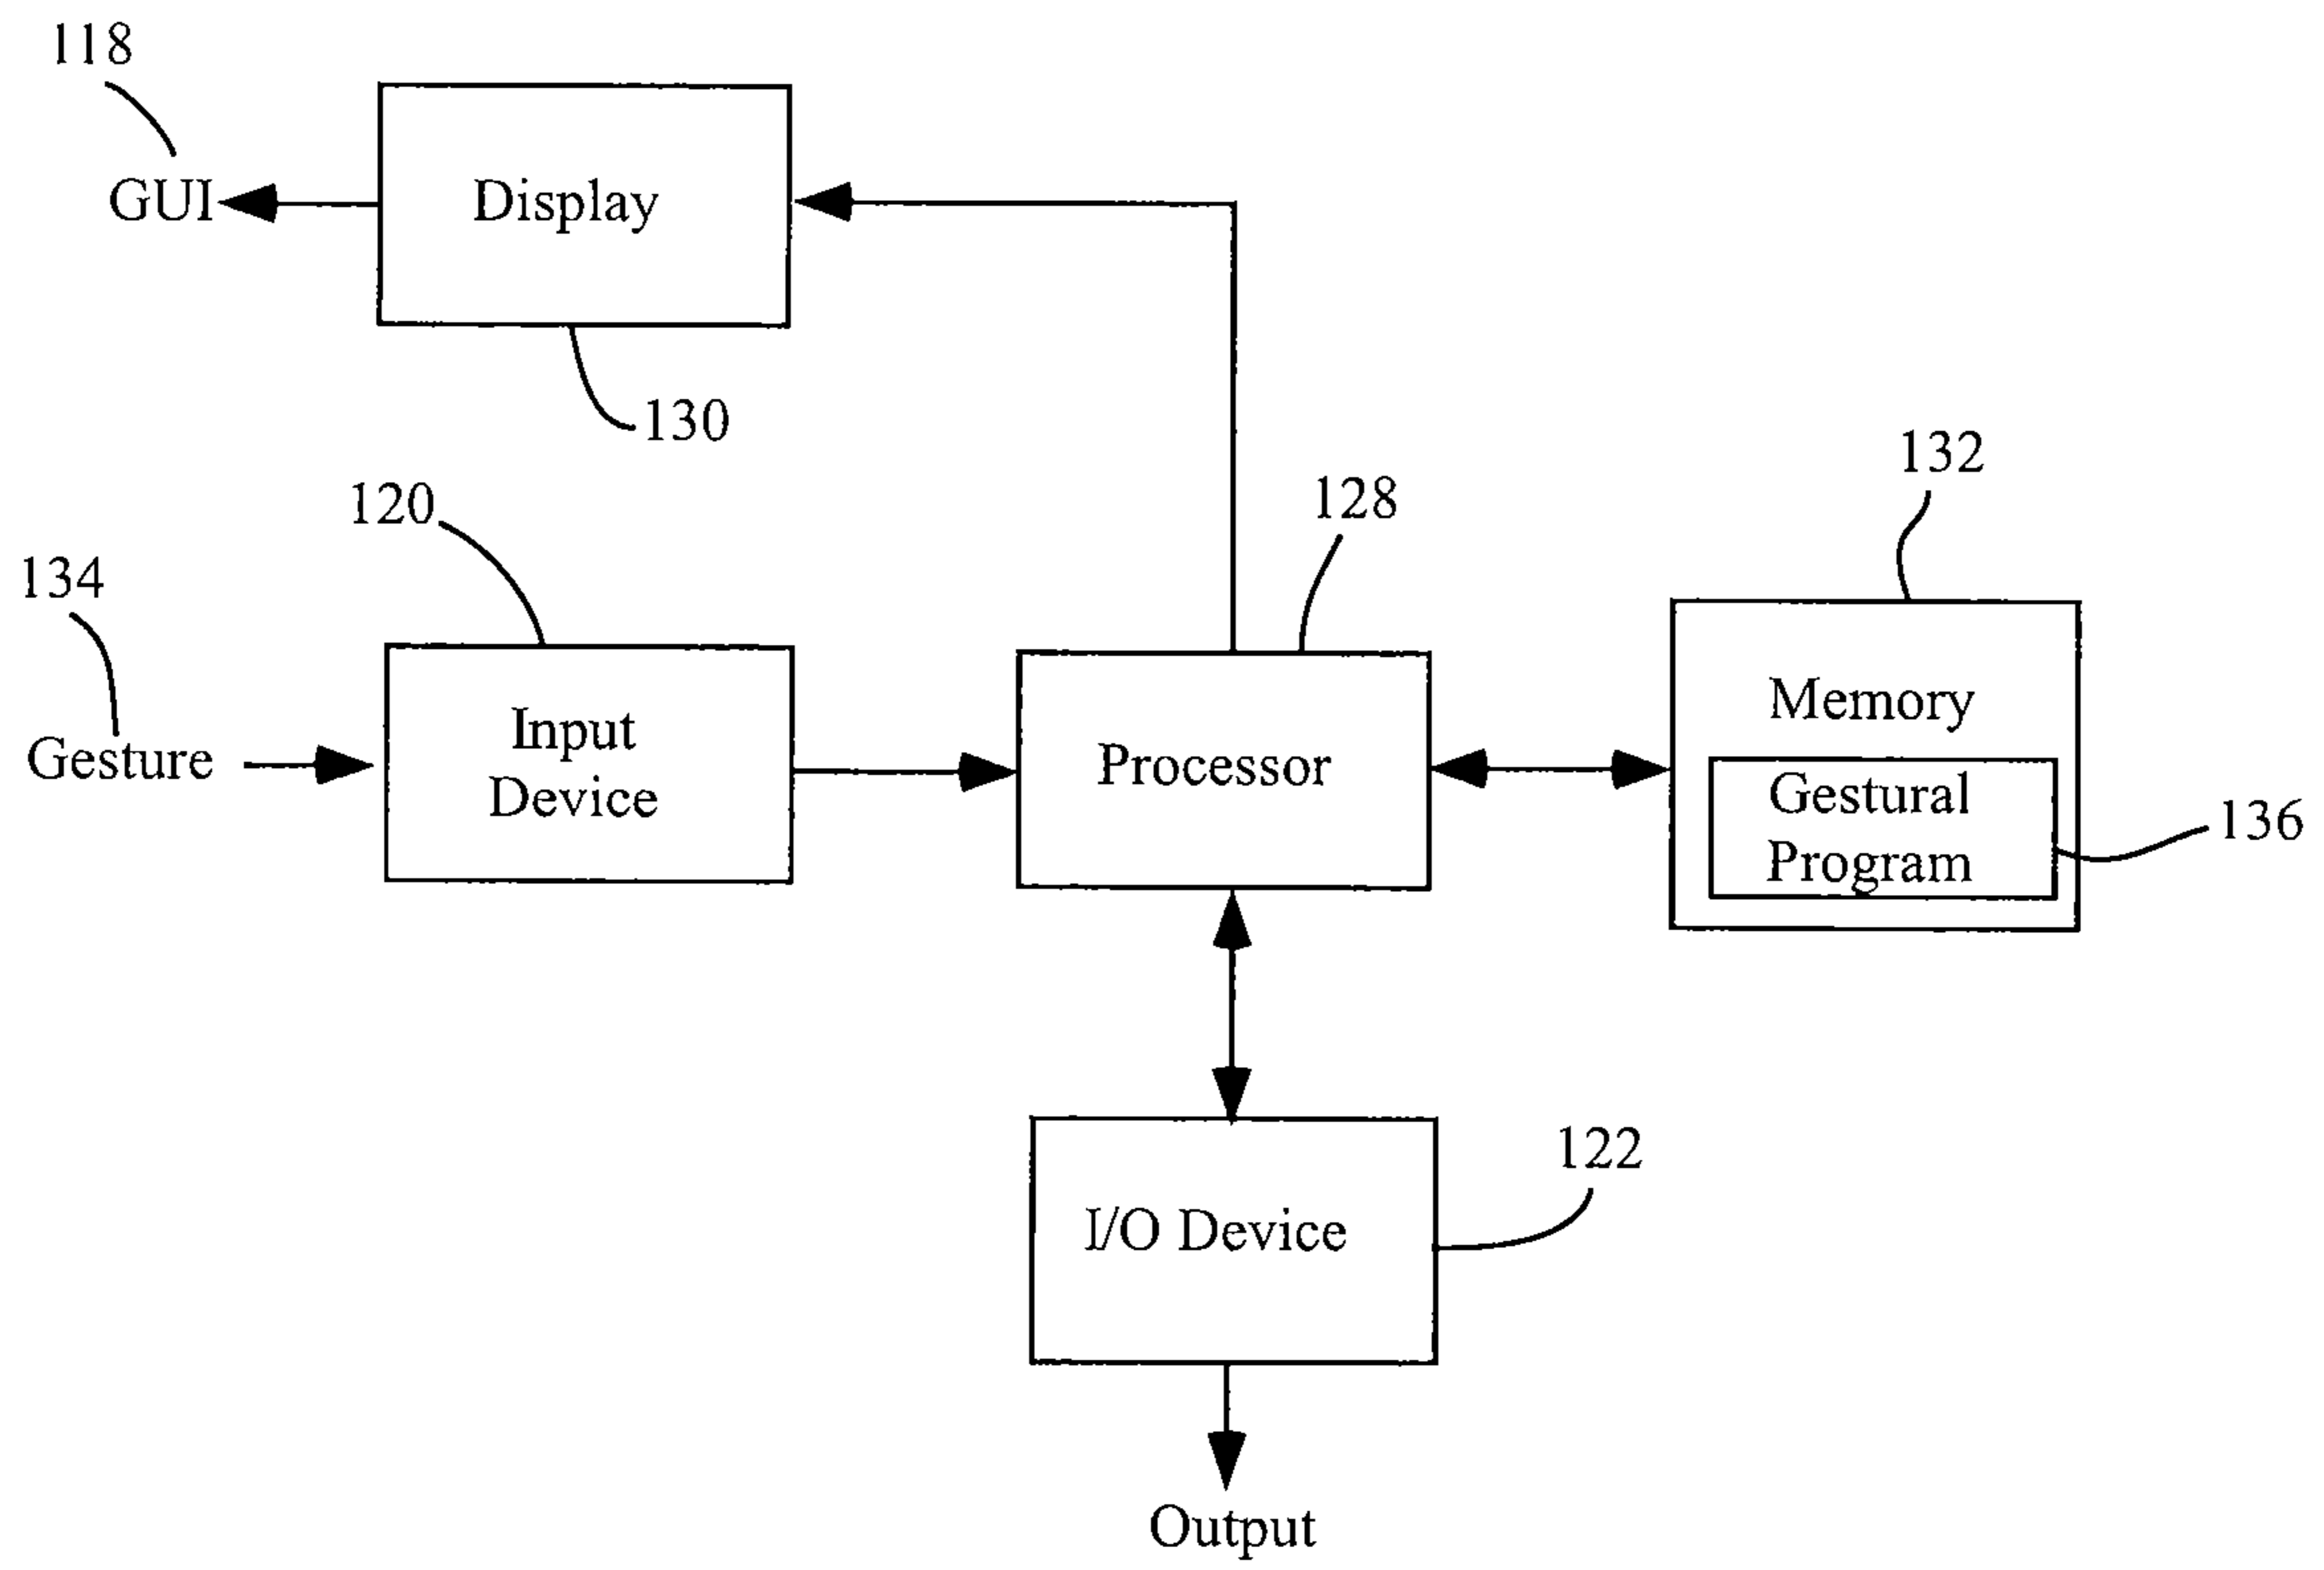 118
GUI
Display
130
120
128
132
134
Gesture
Input
Device
Processor
Memory
Gestural
Program
136
122
I/O Device
Output